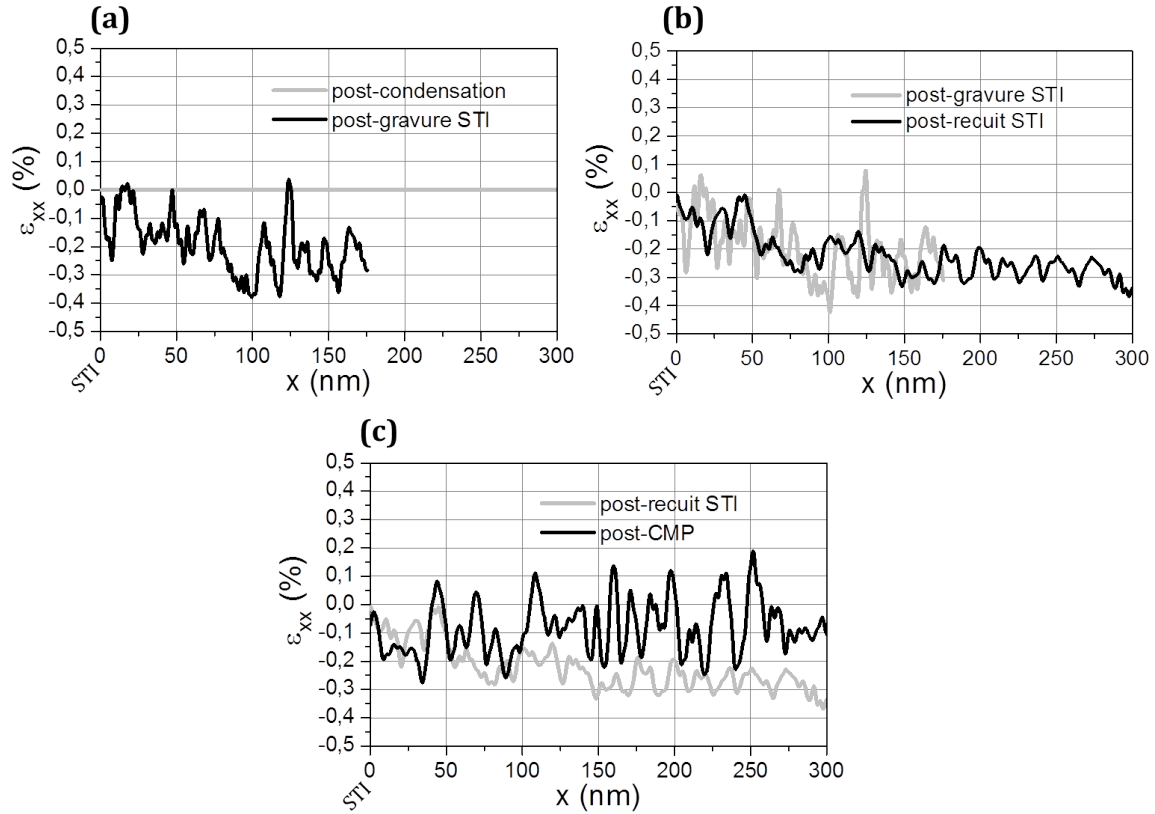 (a)
0,5
0,4
0,3
0,2
0,1
0,0
-0,1
-0,2
-0,3
-0,4
-0,5
εxx (%)
post-condensation
post-gravure STI
0 50 100 150 200 250 300
STI
x (nm)
(b)
0,5
0,4
0,3
0,2
0,1
0,0
-0,1
-0,2
-0,3
-0,4
-0,5
εxx (%)
post-gravure STI
post-recuit STI
0 50 100 150 200 250 300
STI
x (nm)
(c)
0,5
0,4
0,3
0,2
0,1
0,0
-0,1
-0,2
-0,3
-0,4
-0,5
εxx (%)
post-recuit STI
post-CMP
0 50 100 150 200 250 300
STI
x (nm)